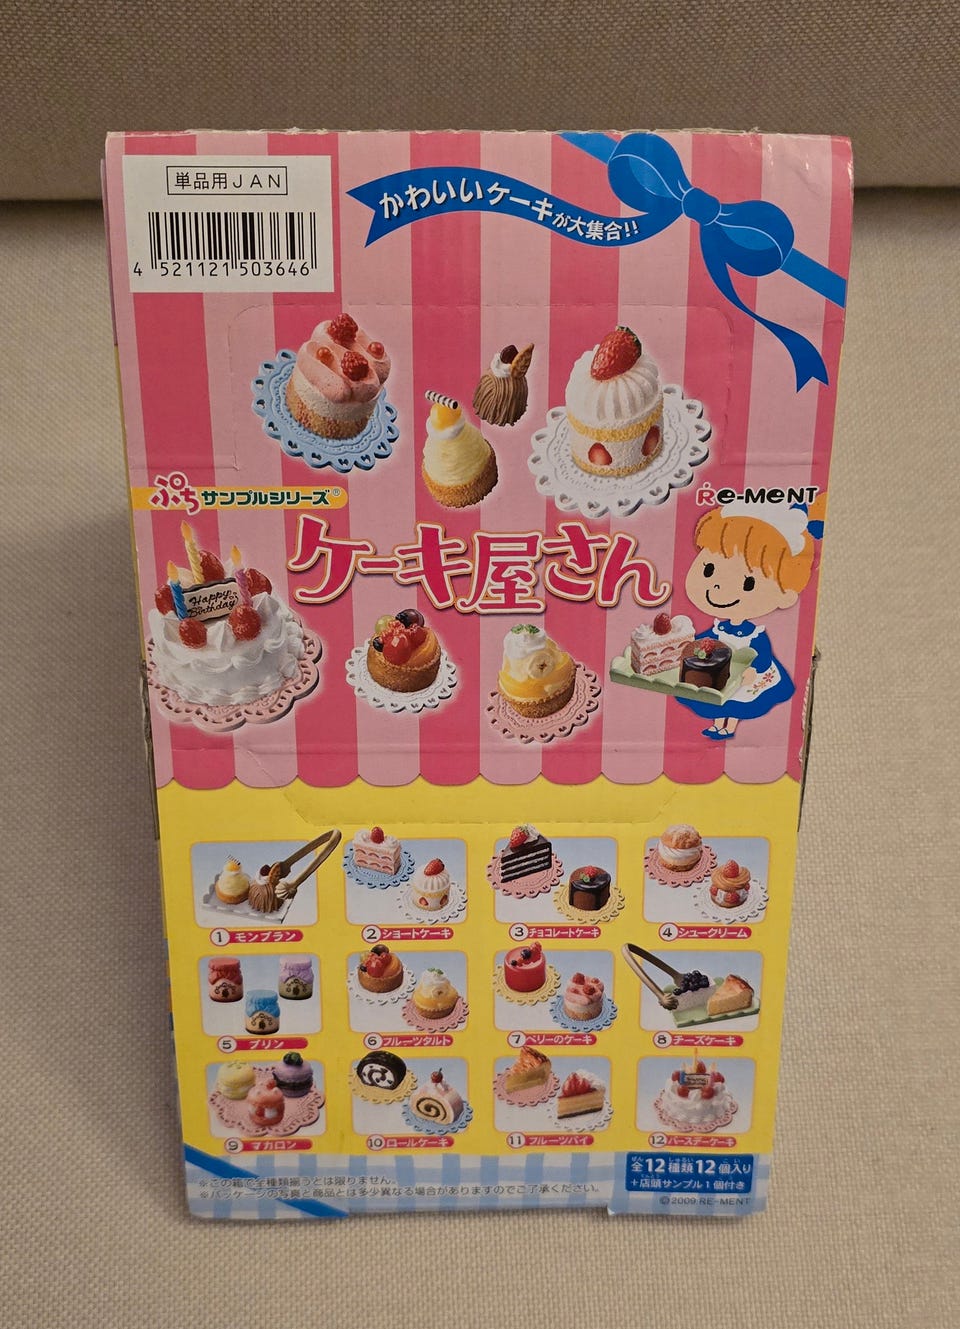 単品用JAN
4 521121 503646
かわいいケーキが大集合!!
ぷちサンプルシリーズ®
Re-MeNT
ケーキ屋さん
Happy
Birthday
① モンブラン
② ショートケーキ
③ チョコレートケーキ
④ シュークリーム
⑤ プリン
⑥ フルーツタルト
⑦ ベリーのケーキ
⑧ チーズケーキ
⑨ マカロン
⑩ ロールケーキ
⑪ フルーツパイ
⑫ バースデーケーキ
※この箱で全種類揃うとは限りません。
※パッケージの写真と商品とは多少異なる場合がありますのでご了承ください。
全12種類12個入り
+店頭サンプル1個付き
©2009 RE-MENT